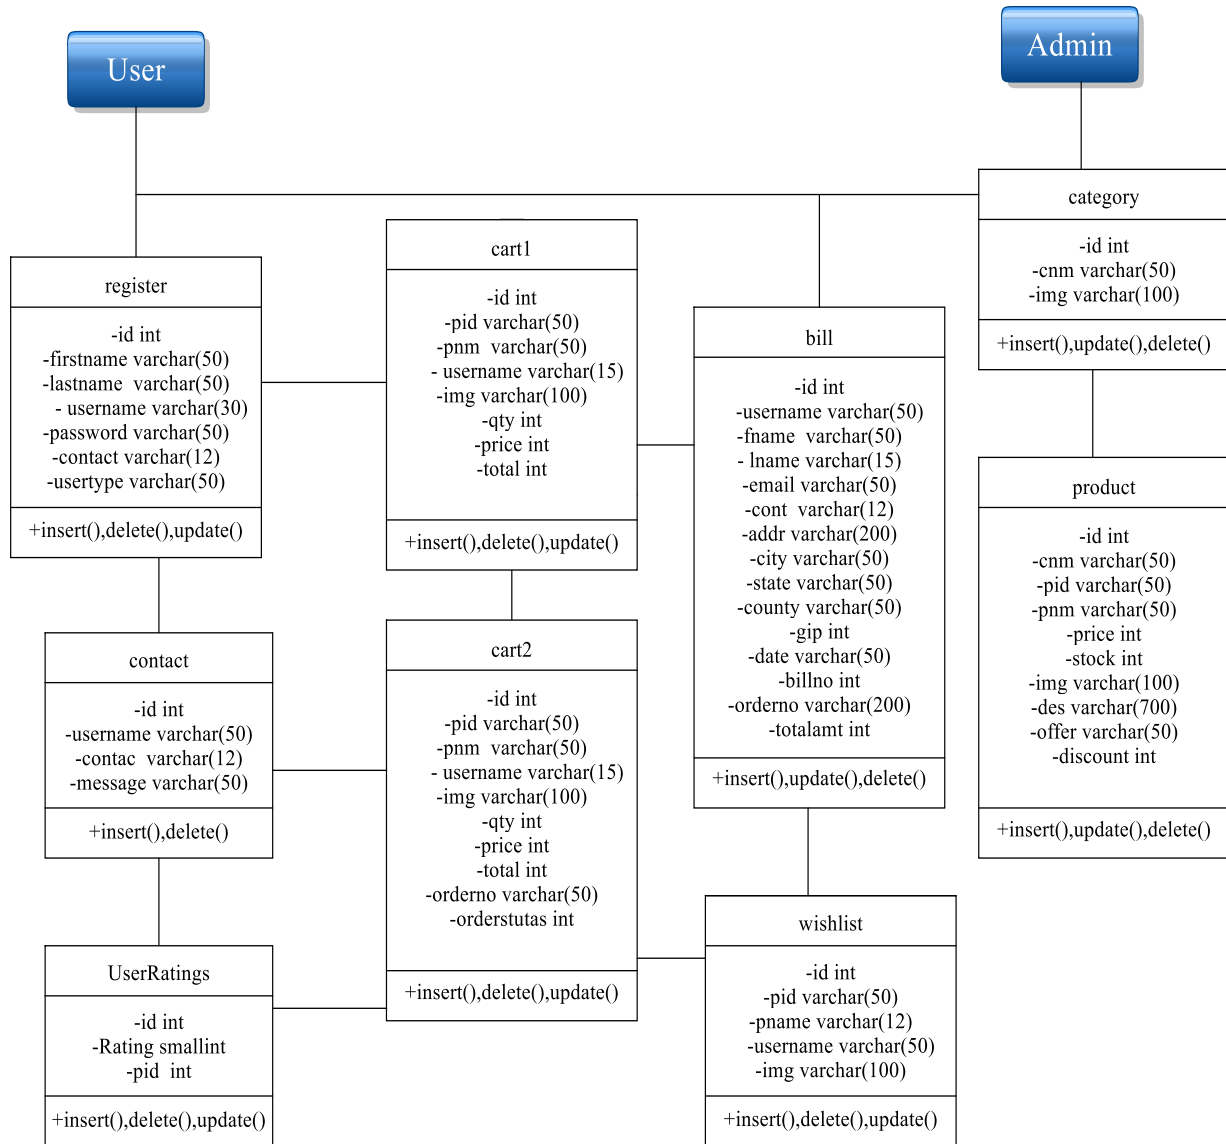 User
Admin
register
-id int
-firstname varchar(50)
-lastname  varchar(50)
- username varchar(30)
-password varchar(50)
-contact varchar(12)
-usertype varchar(50)
+insert(),delete(),update()
cart1
-id int
-pid varchar(50)
-pnm  varchar(50)
- username varchar(15)
-img varchar(100)
-qty int
-price int
-total int
+insert(),delete(),update()
bill
-id int
-username varchar(50)
-fname  varchar(50)
- lname varchar(15)
-email varchar(50)
-cont  varchar(12)
-addr varchar(200)
-city varchar(50)
-state varchar(50)
-county varchar(50)
-gip int
-date varchar(50)
-billno int
-orderno varchar(200)
-totalamt int
+insert(),update(),delete()
category
-id int
-cnm varchar(50)
-img varchar(100)
+insert(),update(),delete()
product
-id int
-cnm varchar(50)
-pid varchar(50)
-pnm varchar(50)
-price int
-stock int
-img varchar(100)
-des varchar(700)
-offer varchar(50)
-discount int
+insert(),update(),delete()
contact
-id int
-username varchar(50)
-contac  varchar(12)
-message varchar(50)
+insert(),delete()
cart2
-id int
-pid varchar(50)
-pnm  varchar(50)
- username varchar(15)
-img varchar(100)
-qty int
-price int
-total int
-orderno varchar(50)
-orderstutas int
+insert(),delete(),update()
UserRatings
-id int
-Rating smallint
-pid  int
+insert(),delete(),update()
wishlist
-id int
-pid varchar(50)
-pname varchar(12)
-username varchar(50)
-img varchar(100)
+insert(),delete(),update()